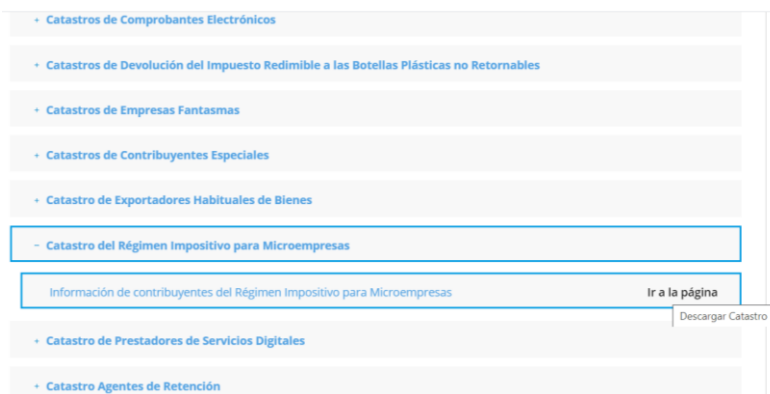 + Catastros de Comprobantes Electrónicos
+ Catastros de Devolución del Impuesto Redimible a las Botellas Plásticas no Retornables
+ Catastros de Empresas Fantasmas
+ Catastros de Contribuyentes Especiales
+ Catastro de Exportadores Habituales de Bienes
− Catastro del Régimen Impositivo para Microempresas
Información de contribuyentes del Régimen Impositivo para Microempresas Ir a la página
Descargar Catastro
+ Catastro de Prestadores de Servicios Digitales
+ Catastro Agentes de Retención